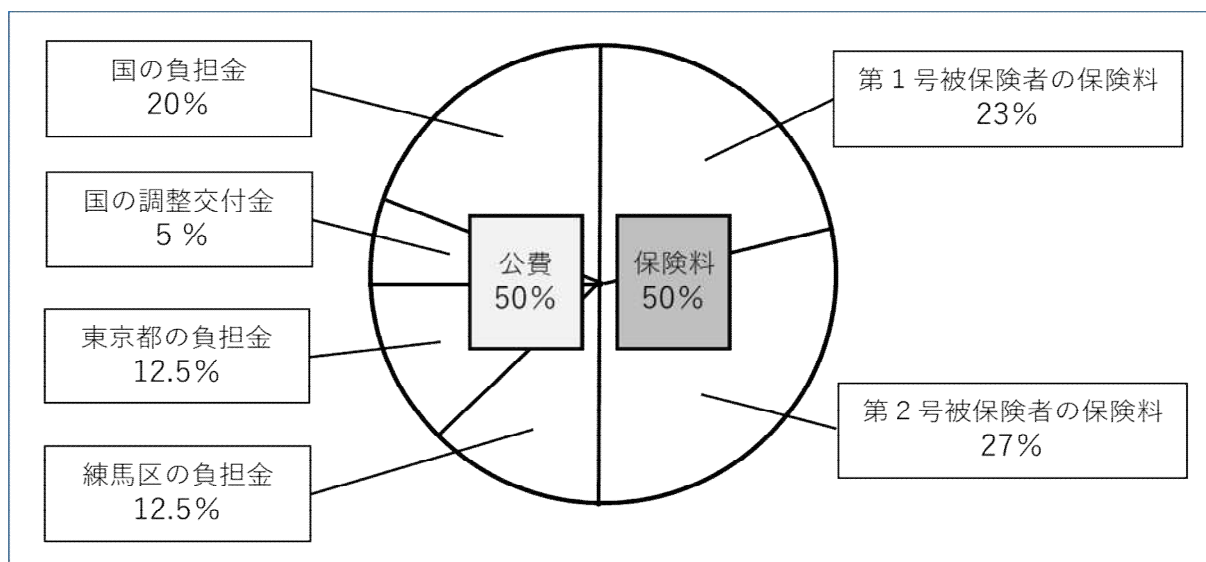 国の負担金
20%
国の調整交付金
5 %
東京都の負担金
12.5%
練馬区の負担金
12.5%
公費
50%
保険料
50%
第１号被保険者の保険料
23%
第２号被保険者の保険料
27%